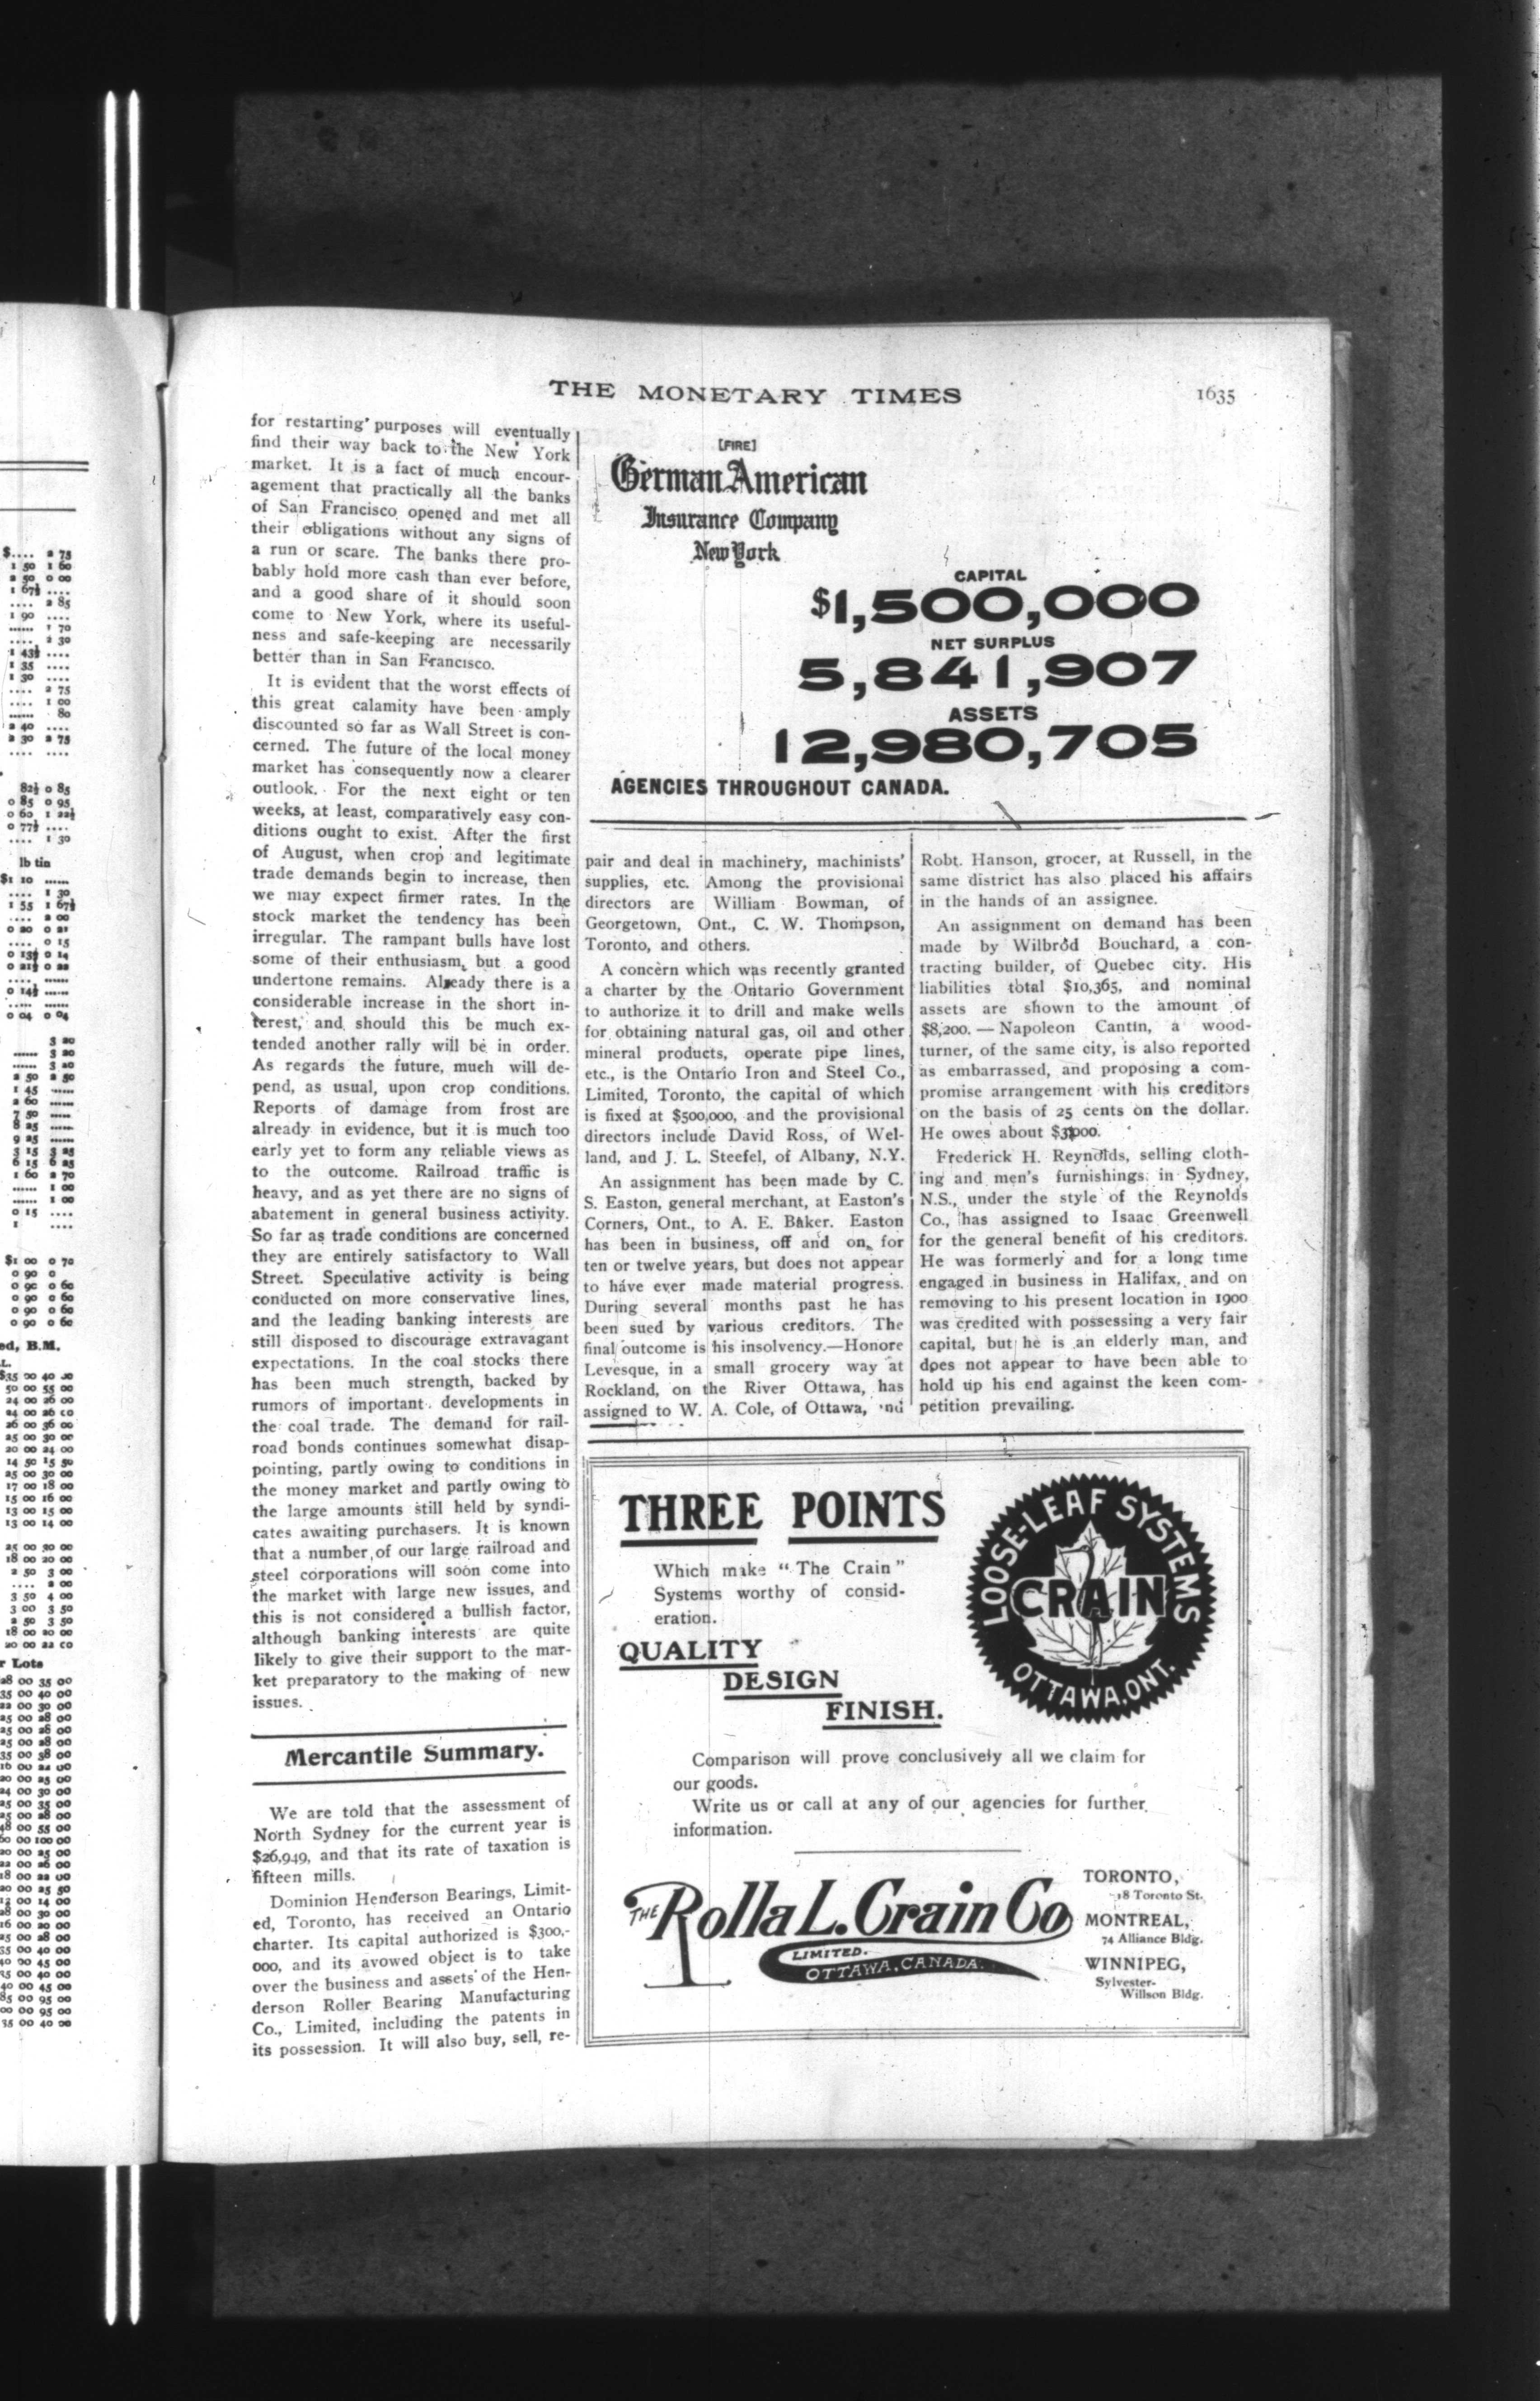 THE MONETARY TIMES
1635
for restarting purposes will eventually
find their way back to the New York
market. It is a fact of much encour-
agement that practically all the banks
of San Francisco opened and met all
their obligations without any signs of
a run or scare. The banks there pro-
bably hold more cash than ever before,
and a good share of it should soon
come to New York, where its useful-
ness and safe-keeping are necessarily
better than in San Francisco.
It is evident that the worst effects of
this great calamity have been amply
discounted so far as Wall Street is con-
cerned. The future of the local money
market has consequently now a clearer
outlook. For the next eight or ten
weeks, at least, comparatively easy con-
ditions ought to exist. After the first
of August, when crop and legitimate
trade demands begin to increase, then
we may expect firmer rates. In the
stock market the tendency has been
irregular. The rampant bulls have lost
some of their enthusiasm, but a good
undertone remains. Already there is a
considerable increase in the short in-
terest, and should this be much ex-
tended another rally will be in order.
As regards the future, much will de-
pend, as usual, upon crop conditions.
Reports of damage from frost are
already in evidence, but it is much too
early yet to form any reliable views as
to the outcome. Railroad traffic is
heavy, and as yet there are no signs of
abatement in general business activity.
So far as trade conditions are concerned
they are entirely satisfactory to Wall
Street. Speculative activity is being
conducted on more conservative lines,
and the leading banking interests are
still disposed to discourage extravagant
expectations. In the coal stocks there
has been much strength, backed by
rumors of important developments in
the coal trade. The demand for rail-
road bonds continues somewhat disap-
pointing, partly owing to conditions in
the money market and partly owing to
the large amounts still held by syndi-
cates awaiting purchasers. It is known
that a number of our large railroad and
steel corporations will soon come into
the market with large new issues, and
this is not considered a bullish factor,
although banking interests are quite
likely to give their support to the mar-
ket preparatory to the making of new
issues.
Mercantile Summary.
We are told that the assessment of
North Sydney for the current year is
$26,949, and that its rate of taxation is
fifteen mills.
Dominion Henderson Bearings, Limit-
ed, Toronto, has received an Ontario
charter. Its capital authorized is $300,-
000, and its avowed object is to take
over the business and assets of the Hen-
derson Roller Bearing Manufacturing
Co., Limited, including the patents in
its possession. It will also buy, sell, re-
[FIRE]
German American
Insurance Company
New York
CAPITAL
$1,500,000
NET SURPLUS
5,841,907
ASSETS
12,980,705
AGENCIES THROUGHOUT CANADA.
pair and deal in machinery, machinists'
supplies, etc. Among the provisional
directors are William Bowman, of
Georgetown, Ont., C. W. Thompson,
Toronto, and others.
A concern which was recently granted
a charter by the Ontario Government
to authorize it to drill and make wells
for obtaining natural gas, oil and other
mineral products, operate pipe lines,
etc., is the Ontario Iron and Steel Co.,
Limited, Toronto, the capital of which
is fixed at $500,000, and the provisional
directors include David Ross, of Wel-
land, and J. L. Steefel, of Albany, N.Y.
An assignment has been made by C.
S. Easton, general merchant, at Easton's
Corners, Ont., to A. E. Baker. Easton
has been in business, off and on, for
ten or twelve years, but does not appear
to have ever made material progress.
During several months past he has
been sued by various creditors. The
final outcome is his insolvency.—Honore
Levesque, in a small grocery way at
Rockland, on the River Ottawa, has
assigned to W. A. Cole, of Ottawa, and
Robt. Hanson, grocer, at Russell, in the
same district has also placed his affairs
in the hands of an assignee.
An assignment on demand has been
made by Wilbrod Bouchard, a con-
tracting builder, of Quebec city. His
liabilities total $10,365, and nominal
assets are shown to the amount of
$8,200. — Napoleon Cantin, a wood-
turner, of the same city, is also reported
as embarrassed, and proposing a com-
promise arrangement with his creditors
on the basis of 25 cents on the dollar.
He owes about
Frederick H. Reynolds, selling cloth-
ing and men's furnishings in Sydney,
N.S., under the style of the Reynolds
Co., has assigned to Isaac Greenwell
for the general benefit of his creditors.
He was formerly and for a long time
engaged in business in Halifax, and on
removing to his present location in 1900
was credited with possessing a very fair
capital, but he is an elderly man, and
does not appear to have been able to
hold up his end against the keen com-
petition prevailing.
THREE POINTS
Which make "The Crain"
Systems worthy of consid-
eration.
QUALITY
DESIGN
FINISH.
LOOSE-LEAF SYSTEMS
CRAIN
OTTAWA, ONT.
Comparison will prove conclusively all we claim for
our goods.
Write us or call at any of our agencies for further
information.
THE Rolla L. Crain Co
LIMITED.
OTTAWA, CANADA.
TORONTO,
18 Toronto St.
MONTREAL,
74 Alliance Bldg.
WINNIPEG,
Sylvester-
Willson Bldg.